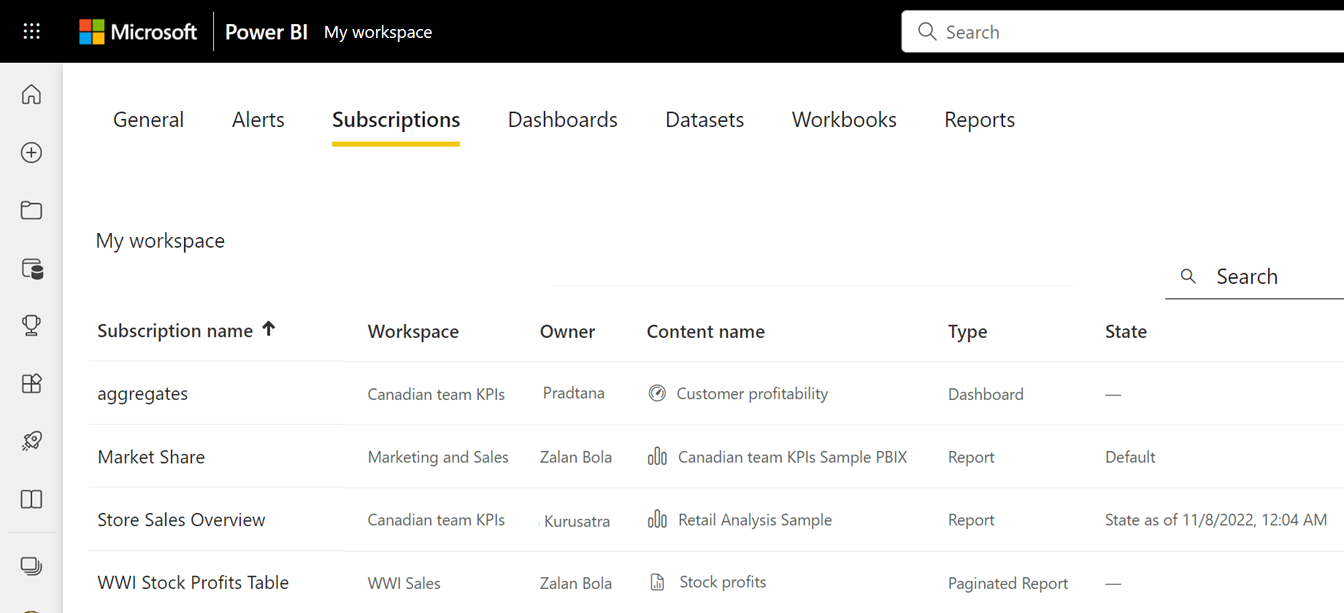 Microsoft Power BI My workspace Search
General Alerts Subscriptions Dashboards Datasets Workbooks Reports
My workspace
Search
Subscription name Workspace Owner Content name Type State
aggregates Canadian team KPIs Pradtana Customer profitability Dashboard —
Market Share Marketing and Sales Zalan Bola Canadian team KPIs Sample PBIX Report Default
Store Sales Overview Canadian team KPIs Kurusatra Retail Analysis Sample Report State as of 11/8/2022, 12:04 AM
WWI Stock Profits Table WWI Sales Zalan Bola Stock profits Paginated Report —